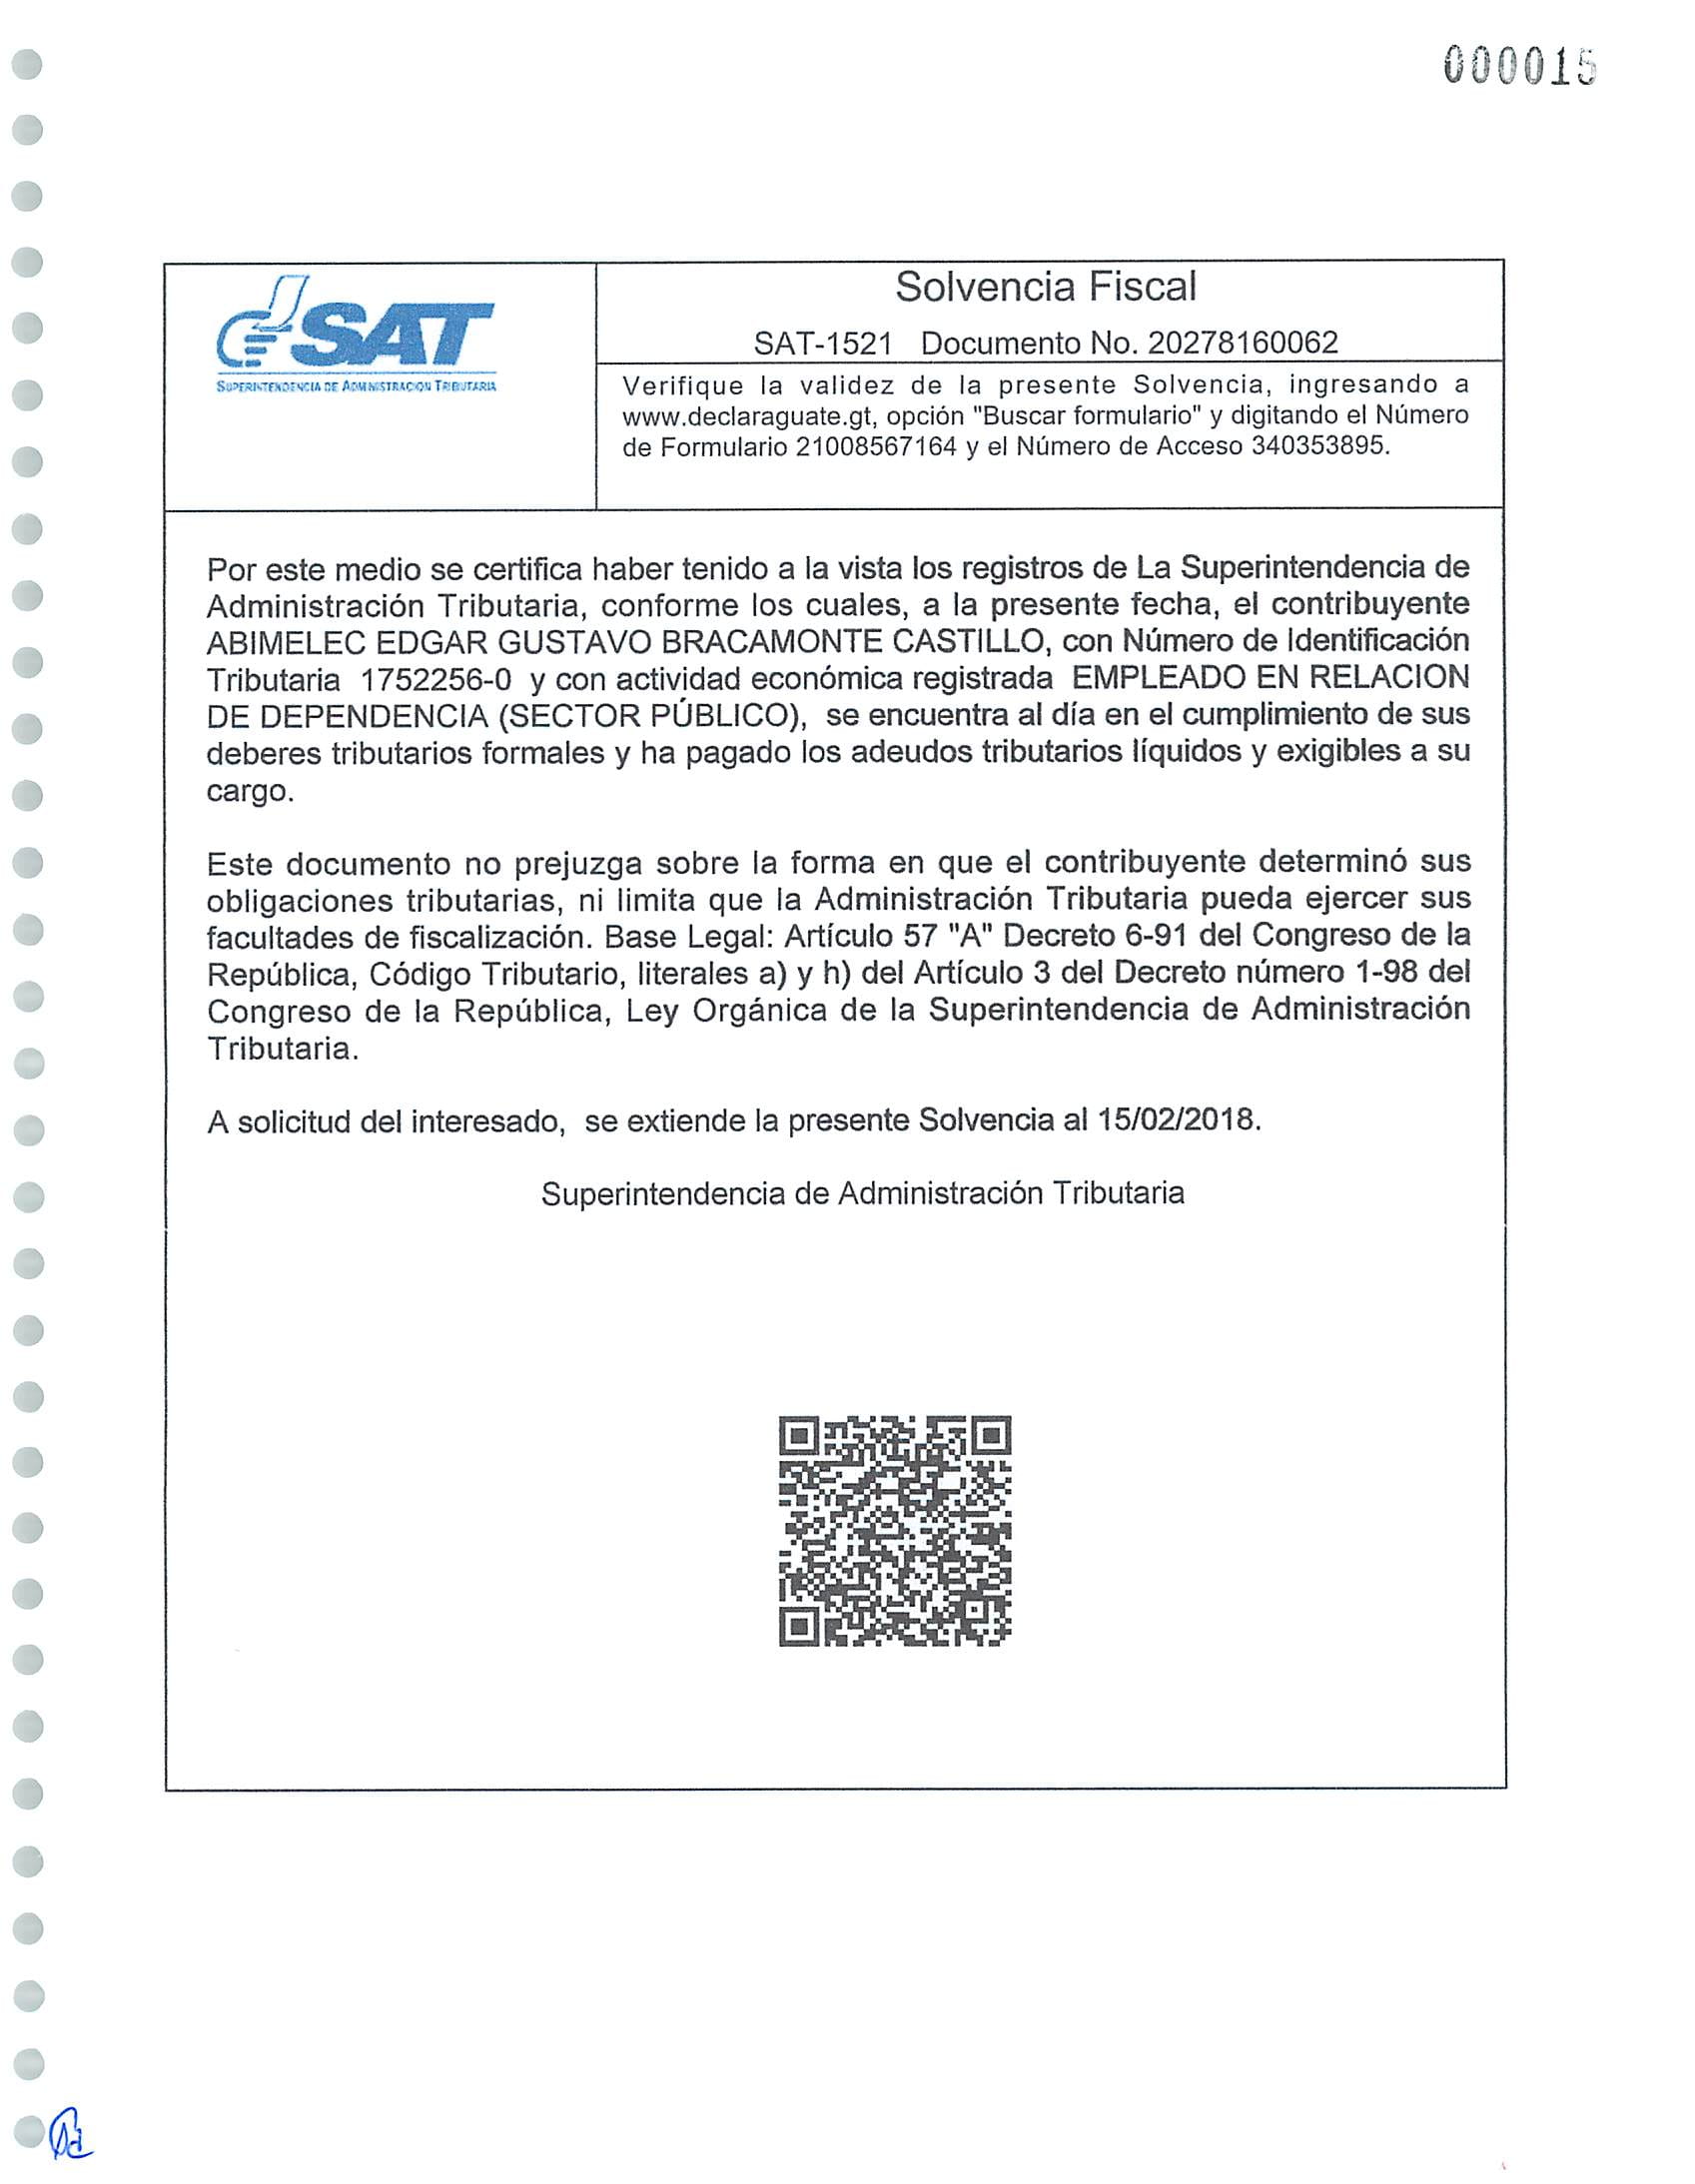 000015
SAT
SUPERINTENDENCIA DE ADMINISTRACION TRIBUTARIA
Solvencia Fiscal
SAT-1521 Documento No. 20278160062
Verifique la validez de la presente Solvencia, ingresando a
www.declaraguate.gt, opción "Buscar formulario" y digitando el Número
de Formulario 21008567164 y el Número de Acceso 340353895.
Por este medio se certifica haber tenido a la vista los registros de La Superintendencia de
Administración Tributaria, conforme los cuales, a la presente fecha, el contribuyente
ABIMELEC EDGAR GUSTAVO BRACAMONTE CASTILLO, con Número de Identificación
Tributaria 1752256-0 y con actividad económica registrada EMPLEADO EN RELACION
DE DEPENDENCIA (SECTOR PÚBLICO), se encuentra al día en el cumplimiento de sus
deberes tributarios formales y ha pagado los adeudos tributarios líquidos y exigibles a su
cargo.
Este documento no prejuzga sobre la forma en que el contribuyente determinó sus
obligaciones tributarias, ni limita que la Administración Tributaria pueda ejercer sus
facultades de fiscalización. Base Legal: Artículo 57 "A" Decreto 6-91 del Congreso de la
República, Código Tributario, literales a) y h) del Artículo 3 del Decreto número 1-98 del
Congreso de la República, Ley Orgánica de la Superintendencia de Administración
Tributaria.
A solicitud del interesado, se extiende la presente Solvencia al 15/02/2018.
Superintendencia de Administración Tributaria